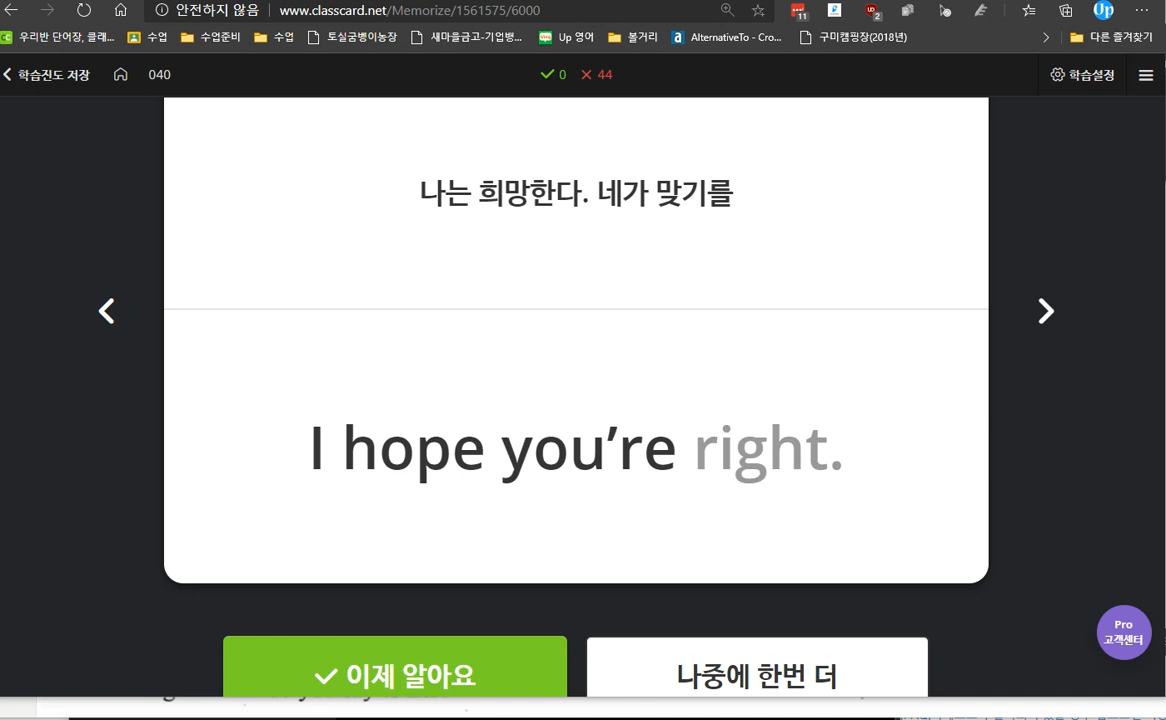 안전하지 않음 www.classcard.net/Memorize/1561575/6000 11 2 Up
우리반 단어장, 클래... 수업 수업준비 수업 토실굼벵이농장 새마을금고-기업뱅... Up 영어 볼거리 AlternativeTo - Cro... 구미캠핑장(2018년) 다른 즐겨찾기
학습진도 저장 040 0 44 학습설정
나는 희망한다. 네가 맞기를
I hope you’re right.
Pro
고객센터
이제 알아요 나중에 한번 더